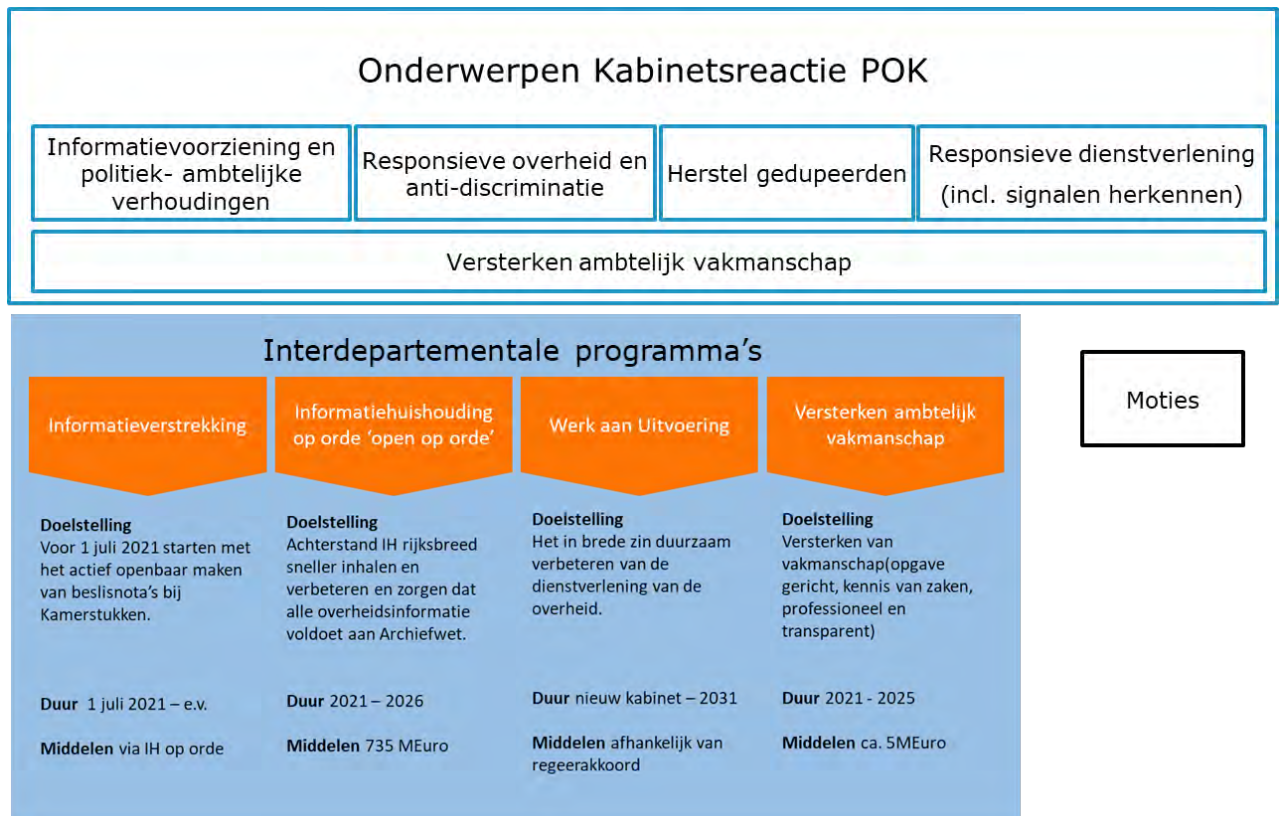 Onderwerpen Kabinetsreactie POK
Informatievoorziening en
politiek- ambtelijke
verhoudingen
Responsieve overheid en
anti-discriminatie
Herstel gedupeerden
Responsieve dienstverlening
(incl. signalen herkennen)
Versterken ambtelijk vakmanschap
Interdepartementale programma's
Informatieverstrekking
Doelstelling
Voor 1 juli 2021 starten met
het actief openbaar maken
van beslisnota's bij
Kamerstukken.
Duur 1 juli 2021 – e.v.
Middelen via IH op orde
Informatiehuishouding
op orde 'open op orde'
Doelstelling
Achterstand IH rijksbreed
sneller inhalen en
verbeteren en zorgen dat
alle overheidsinformatie
voldoet aan Archiefwet.
Duur 2021 – 2026
Middelen 735 MEuro
Werk aan Uitvoering
Doelstelling
Het in brede zin duurzaam
verbeteren van de
dienstverlening van de
overheid.
Duur nieuw kabinet – 2031
Middelen afhankelijk van
regeerakkoord
Versterken ambtelijk
vakmanschap
Doelstelling
Versterken van
vakmanschap(opgave
gericht, kennis van zaken,
professioneel en
transparent)
Duur 2021 - 2025
Middelen ca. 5MEuro
Moties